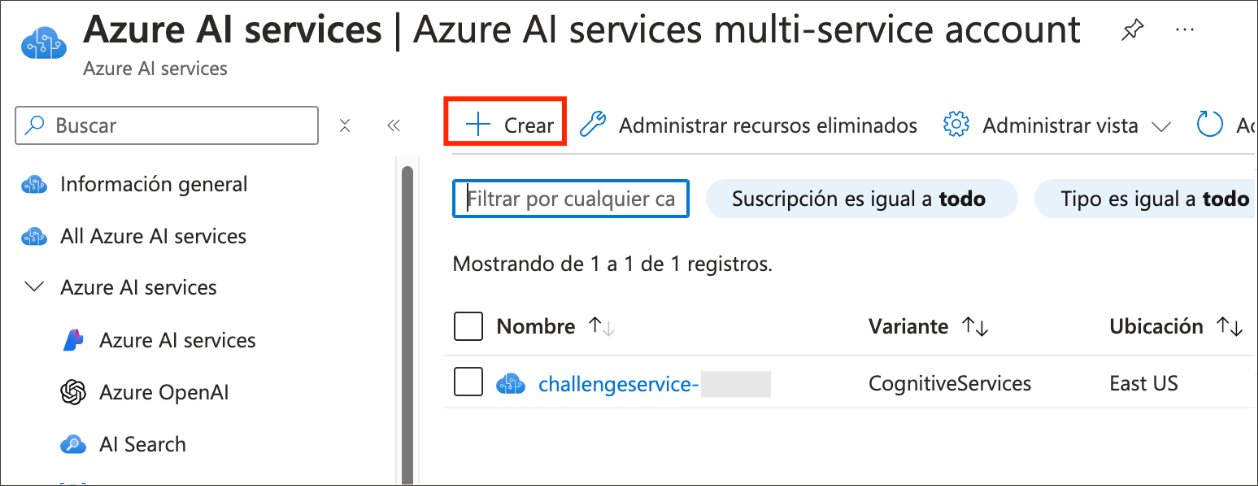 Azure AI services | Azure AI services multi-service account
Azure AI services
Buscar
Crear
Administrar recursos eliminados
Administrar vista
Información general
All Azure AI services
Azure AI services
Azure AI services
Azure OpenAI
AI Search
Filtrar por cualquier ca
Suscripción es igual a todo
Tipo es igual a todo
Mostrando de 1 a 1 de 1 registros.
Nombre Variante Ubicación
challengeservice- CognitiveServices East US